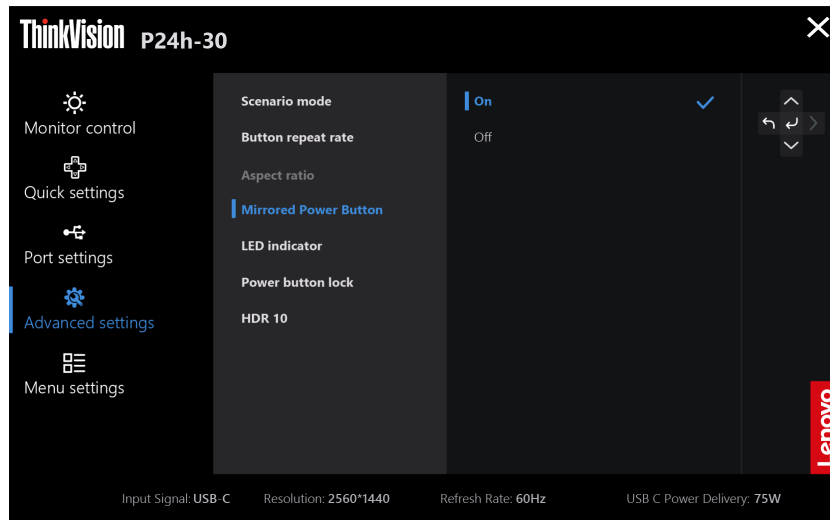 ThinkVision P24h-30
Monitor control
Quick settings
Port settings
Advanced settings
Menu settings
Scenario mode
Button repeat rate
Aspect ratio
Mirrored Power Button
LED indicator
Power button lock
HDR 10
On
Off
Lenovo
Input Signal: USB-C Resolution: 2560*1440 Refresh Rate: 60Hz USB C Power Delivery: 75W